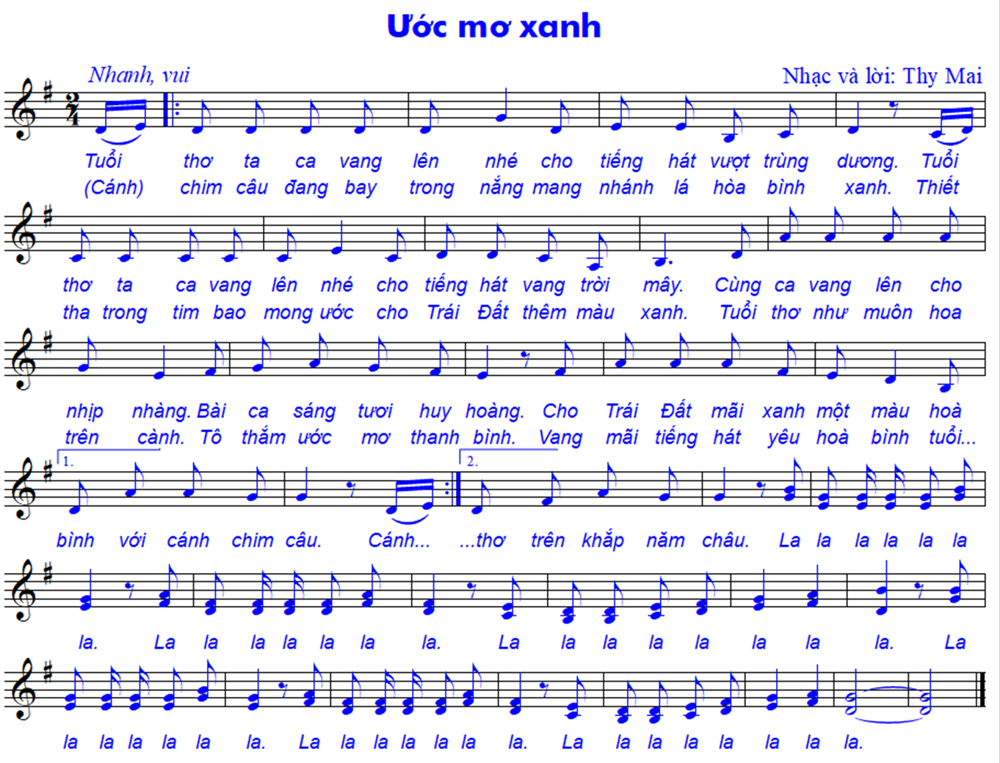 Ước mơ xanh
Nhanh, vui
Nhạc và lời: Thy Mai
2
4
Tuổi thơ ta ca vang lên nhé cho tiếng hát vượt trùng dương. Tuổi
(Cánh) chim câu đang bay trong nắng mang nhánh lá hòa bình xanh. Thiết
thơ ta ca vang lên nhé cho tiếng hát vang trời mây. Cùng ca vang lên cho
tha trong tim bao mong ước cho Trái Đất thêm màu xanh. Tuổi thơ như muôn hoa
nhịp nhàng. Bài ca sáng tươi huy hoàng. Cho Trái Đất mãi xanh một màu hoà
trên cành. Tô thắm ước mơ thanh bình. Vang mãi tiếng hát yêu hoà bình tuổi...
1. 2.
bình với cánh chim câu. Cánh... ...thơ trên khắp năm châu. La la la la la la
la. La la la la la la la. La la la la la la la la. La
la la la la la la. La la la la la la la. La la la la la la la la.